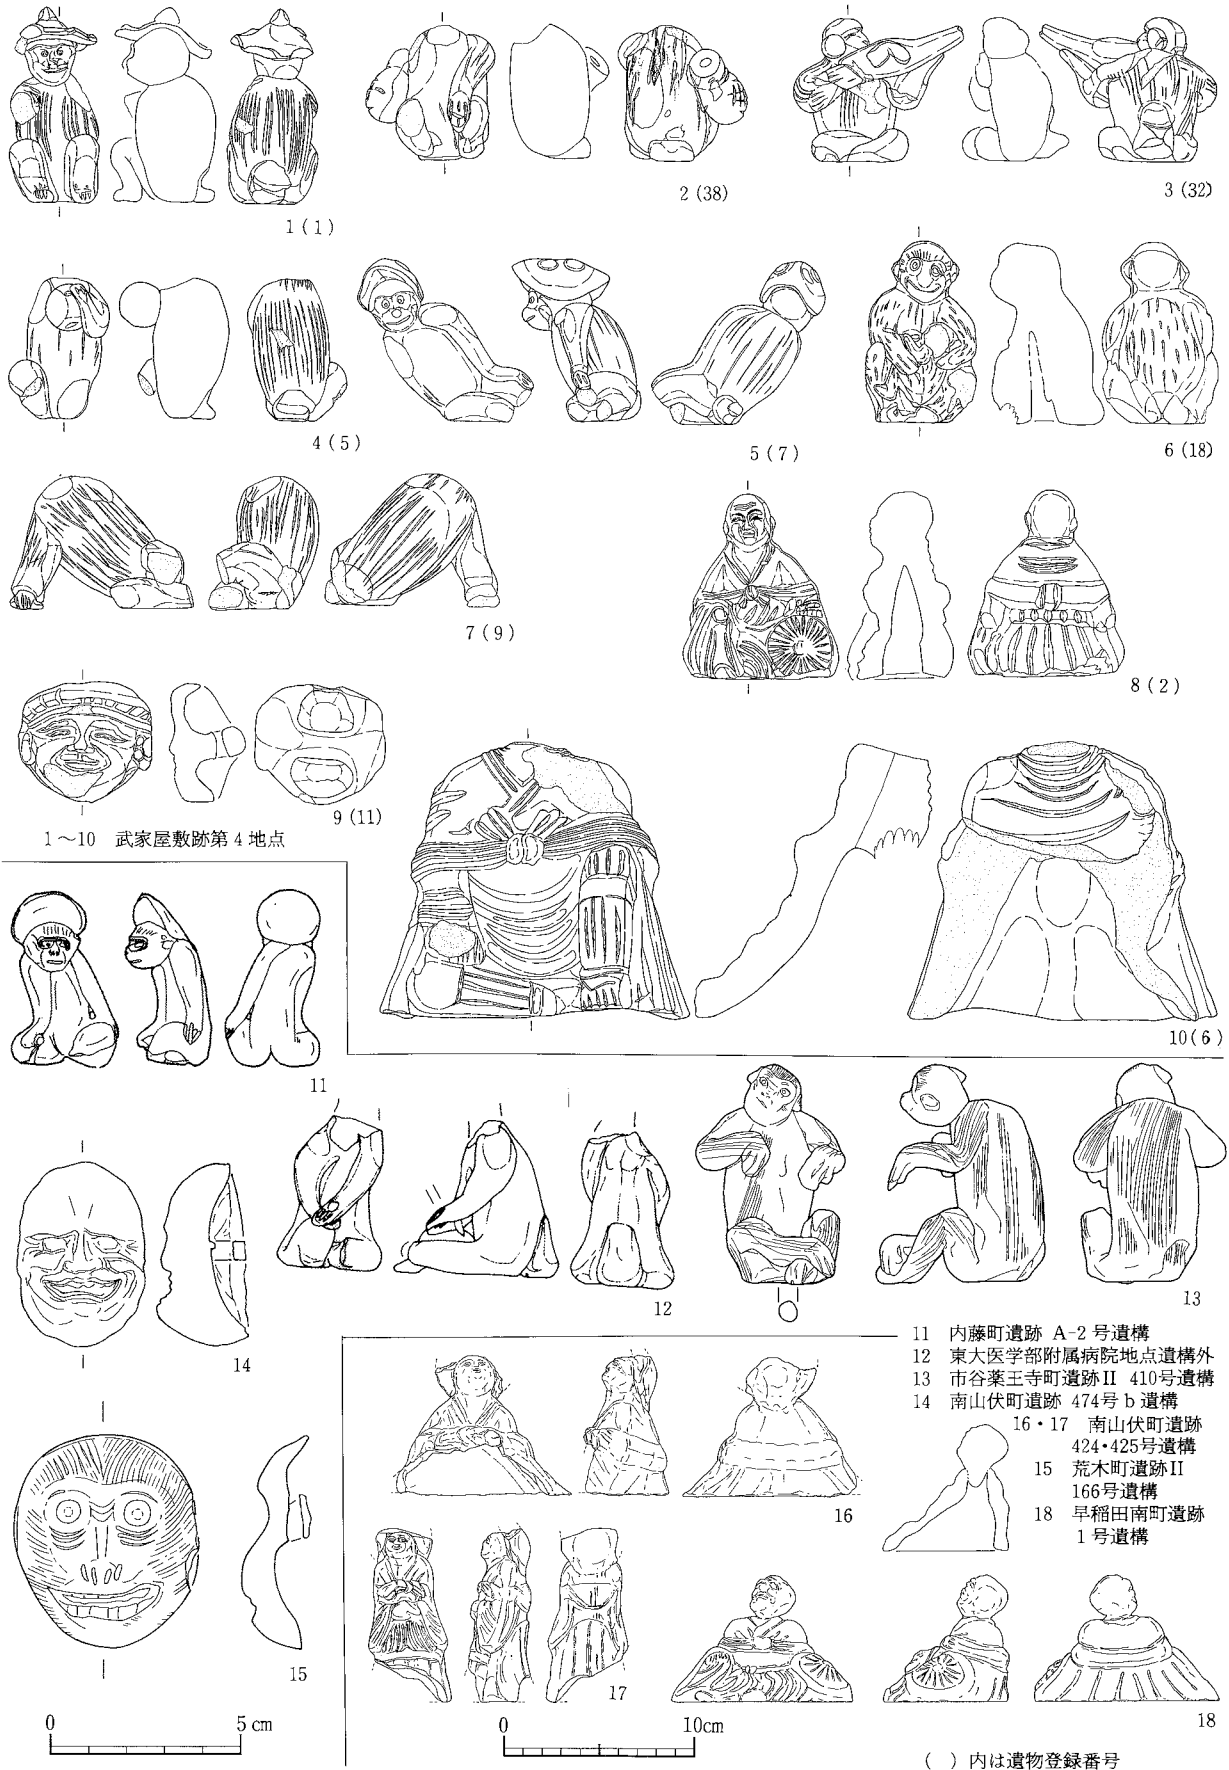 1(1)
2(38)
3(32)
4(5)
5(7)
6(18)
7(9)
8(2)
9(11)
1～10 武家屋敷跡第4地点
10(6)
11
12
13
14
11 内藤町遺跡 A-2号遺構
12 東大医学部附属病院地点遺構外
13 市谷薬王寺町遺跡II 410号遺構
14 南山伏町遺跡 474号b遺構
16・17 南山伏町遺跡
424・425号遺構
15 荒木町遺跡II
166号遺構
18 早稲田南町遺跡
1号遺構
16
15
17
18
0 5cm
0 10cm
( )内は遺物登録番号